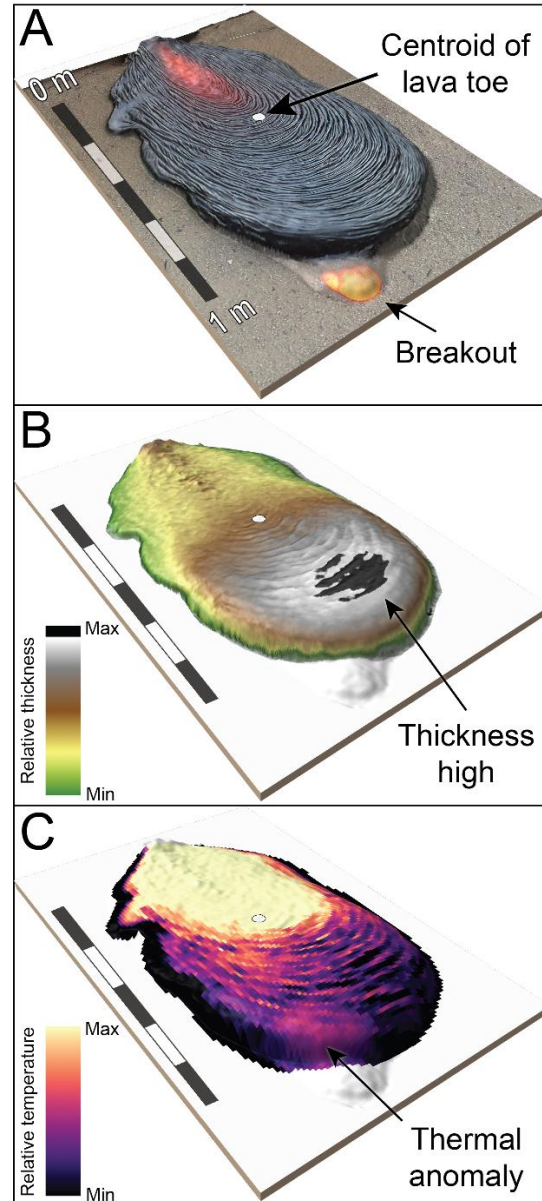 A
0 m
Centroid of
lava toe
1 m
Breakout
B
Relative thickness
Max
Min
Thickness
high
C
Relative temperature
Max
Min
Thermal
anomaly